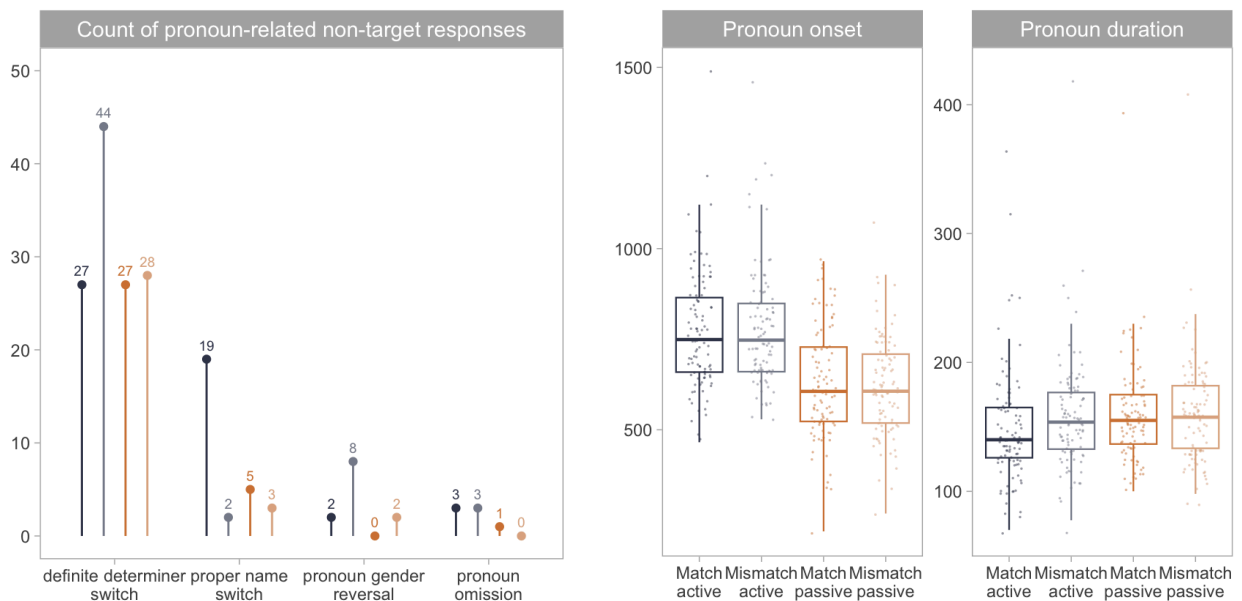 Count of pronoun-related non-target responses
50
40
30
20
10
0
44
27
27
28
19
2
5
3
2
8
0
2
3
3
1
0
definite determiner switch
proper name switch
pronoun gender reversal
pronoun omission
Pronoun onset
1500
1000
500
Match active
Mismatch active
Match passive
Mismatch passive
Pronoun duration
400
300
200
100
Match active
Mismatch active
Match passive
Mismatch passive